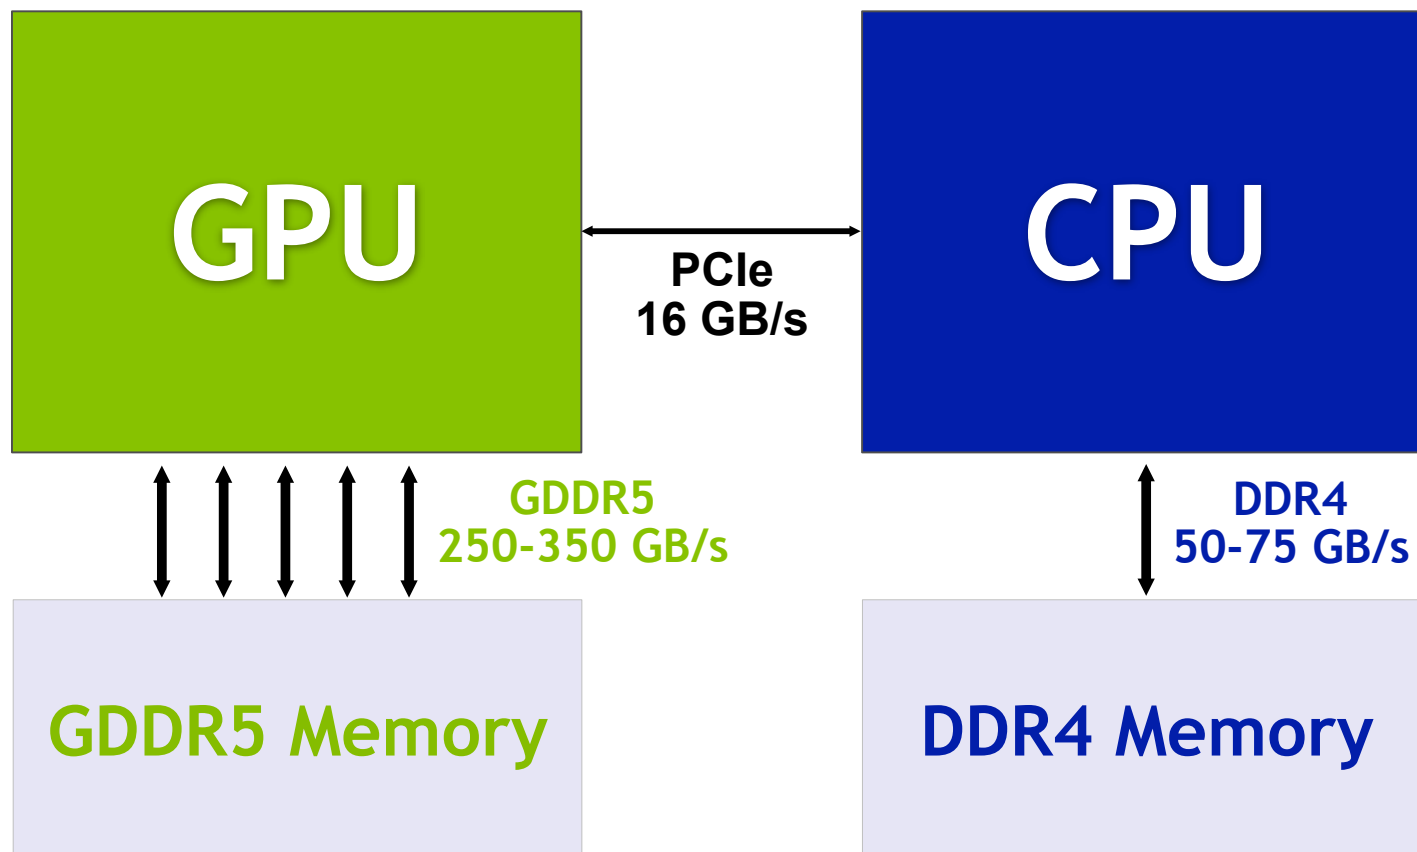 GPU
CPU
PCIe
16 GB/s
GDDR5
250-350 GB/s
DDR4
50-75 GB/s
GDDR5 Memory
DDR4 Memory